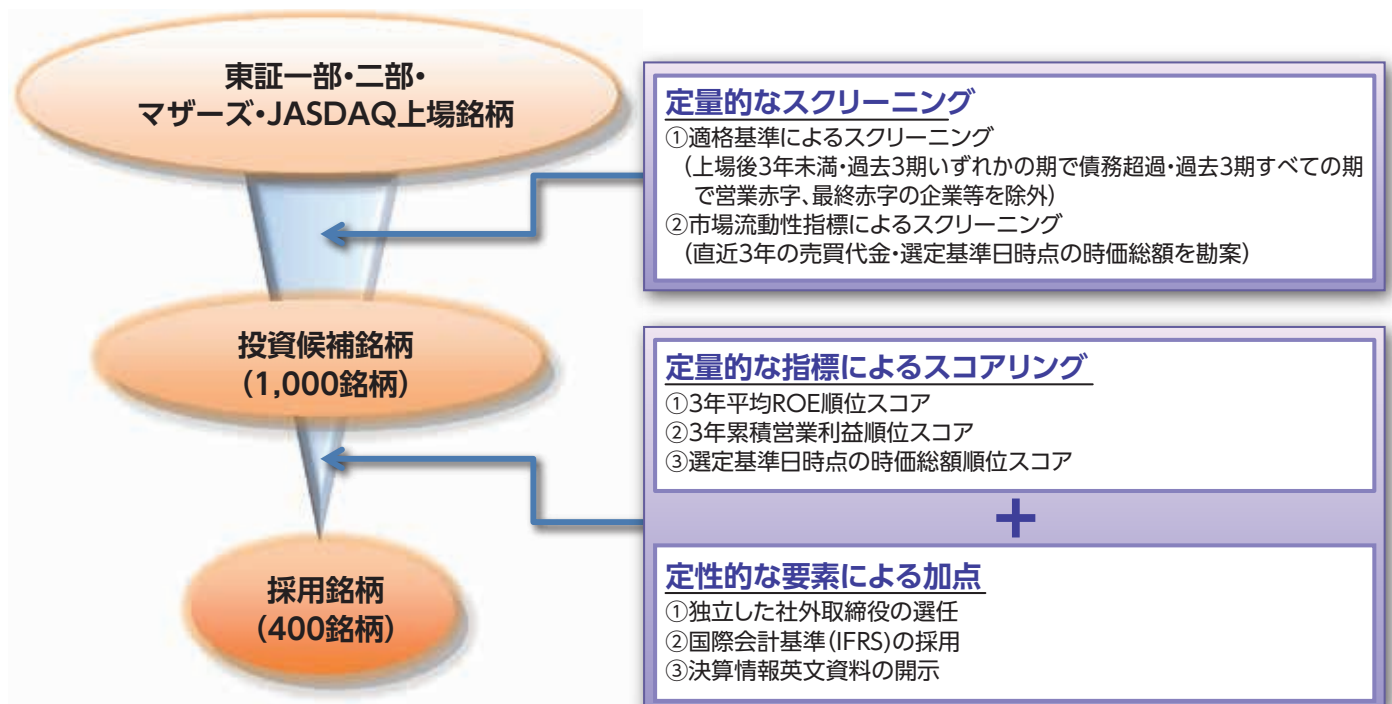 東証一部・二部・
マザーズ・JASDAQ上場銘柄
定量的なスクリーニング
①適格基準によるスクリーニング
（上場後3年未満・過去3期いずれかの期で債務超過・過去3期すべての期
で営業赤字、最終赤字の企業等を除外）
②市場流動性指標によるスクリーニング
（直近3年の売買代金・選定基準日時点の時価総額を勘案）
投資候補銘柄
（1,000銘柄）
定量的な指標によるスコアリング
①3年平均ROE順位スコア
②3年累積営業利益順位スコア
③選定基準日時点の時価総額順位スコア
＋
定性的な要素による加点
①独立した社外取締役の選任
②国際会計基準(IFRS)の採用
③決算情報英文資料の開示
採用銘柄
（400銘柄）